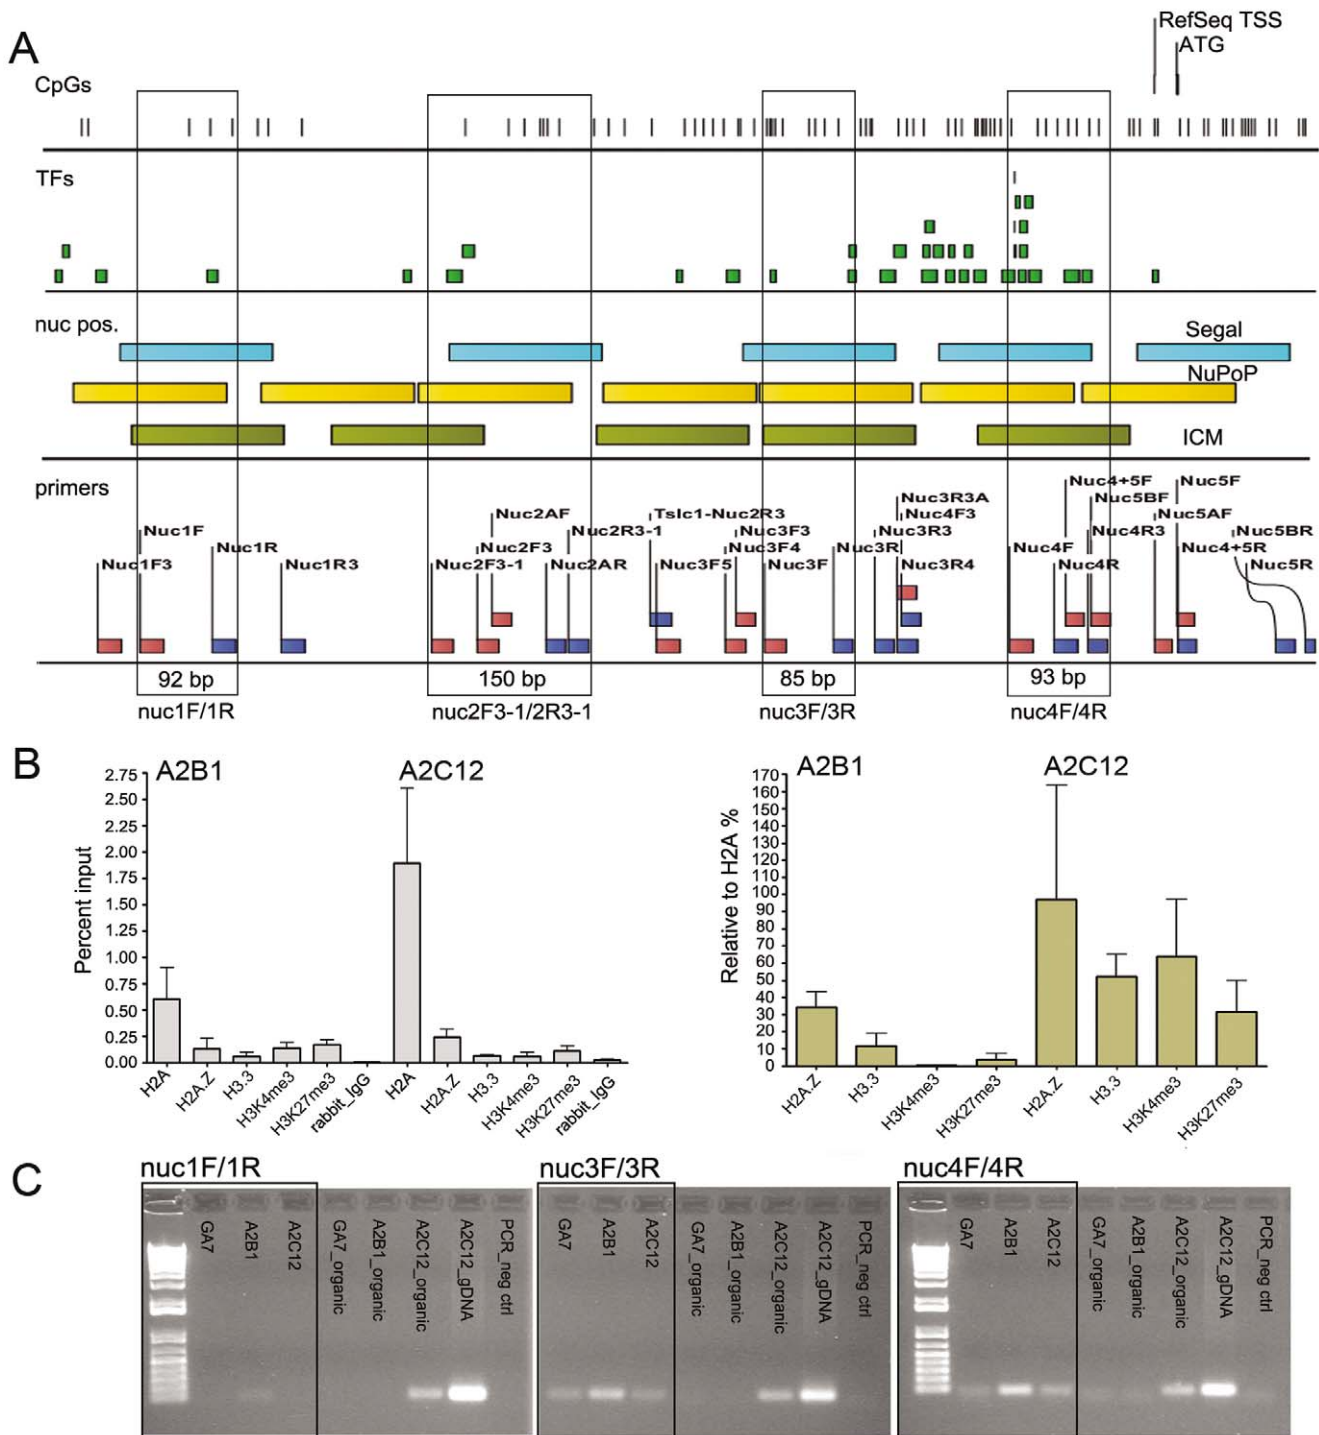 A
RefSeq TSS
ATG
CpGs
TFs
nuc pos.
Segal
NuPoP
ICM
primers
Nuc4+5F
Nuc5F
Nuc3R3A
Nuc5BF
Nuc2AF
Tslc1-Nuc2R3
Nuc4F3
Nuc5AF
Nuc1F
Nuc2R3-1
Nuc3F3
Nuc3R3
Nuc4R3
Nuc5BR
Nuc1R
Nuc2F3
Nuc3F4
Nuc3R
Nuc4F
Nuc4+5R
Nuc1F3
Nuc1R3
Nuc2F3-1
Nuc2AR
Nuc3F5
Nuc3F
Nuc3R4
Nuc4R
Nuc5R
92 bp
150 bp
85 bp
93 bp
nuc1F/1R
nuc2F3-1/2R3-1
nuc3F/3R
nuc4F/4R
B
A2B1
A2C12
Percent input
2.75
2.50
2.25
2.00
1.75
1.50
1.25
1.00
0.75
0.50
0.25
0.00
H2A
H2A.Z
H3.3
H3K4me3
H3K27me3
rabbit_IgG
H2A
H2A.Z
H3.3
H3K4me3
H3K27me3
rabbit_IgG
A2B1
A2C12
Relative to H2A %
170
160
150
140
130
120
110
100
90
80
70
60
50
40
30
20
10
0
H2A.Z
H3.3
H3K4me3
H3K27me3
H2A.Z
H3.3
H3K4me3
H3K27me3
C
nuc1F/1R
GA7
A2B1
A2C12
GA7_organic
A2B1_organic
A2C12_organic
A2C12_gDNA
PCR_neg ctrl
nuc3F/3R
GA7
A2B1
A2C12
GA7_organic
A2B1_organic
A2C12_organic
A2C12_gDNA
PCR_neg ctrl
nuc4F/4R
GA7
A2B1
A2C12
GA7_organic
A2B1_organic
A2C12_organic
A2C12_gDNA
PCR_neg ctrl